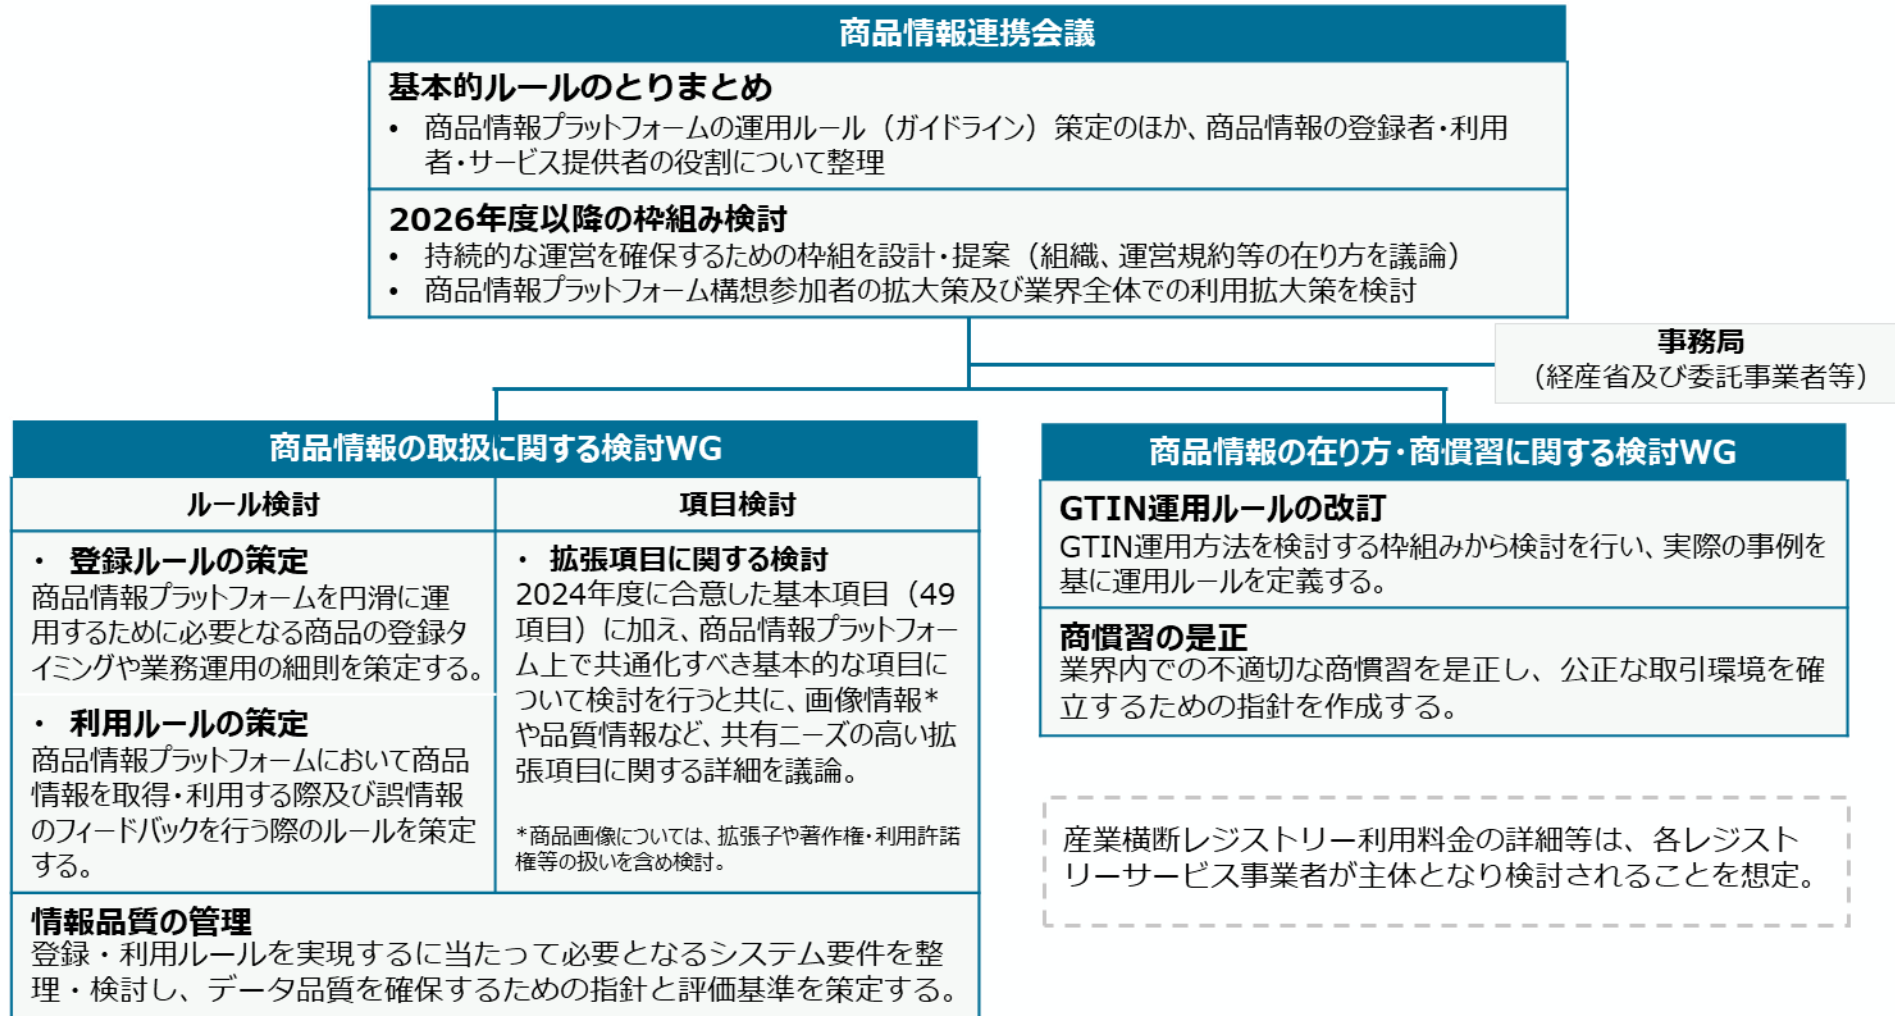 商品情報連携会議
基本的ルールのとりまとめ
• 商品情報プラットフォームの運用ルール（ガイドライン）策定のほか、商品情報の登録者・利用
者・サービス提供者の役割について整理
2026年度以降の枠組み検討
• 持続的な運営を確保するための枠組を設計・提案（組織、運営規約等の在り方を議論）
• 商品情報プラットフォーム構想参加者の拡大策及び業界全体での利用拡大策を検討
事務局
（経産省及び委託事業者等）
商品情報の取扱に関する検討WG
ルール検討
・ 登録ルールの策定
商品情報プラットフォームを円滑に運
用するために必要となる商品の登録タ
イミングや業務運用の細則を策定する。
・ 利用ルールの策定
商品情報プラットフォームにおいて商品
情報を取得・利用する際及び誤情報
のフィードバックを行う際のルールを策定
する。
項目検討
・ 拡張項目に関する検討
2024年度に合意した基本項目（49
項目）に加え、商品情報プラットフォー
ム上で共通化すべき基本的な項目に
ついて検討を行うと共に、画像情報*
や品質情報など、共有ニーズの高い拡
張項目に関する詳細を議論。
*商品画像については、拡張子や著作権・利用許諾
権等の扱いを含め検討。
情報品質の管理
登録・利用ルールを実現するに当たって必要となるシステム要件を整
理・検討し、データ品質を確保するための指針と評価基準を策定する。
商品情報の在り方・商慣習に関する検討WG
GTIN運用ルールの改訂
GTIN運用方法を検討する枠組みから検討を行い、実際の事例を
基に運用ルールを定義する。
商慣習の是正
業界内での不適切な商慣習を是正し、公正な取引環境を確
立するための指針を作成する。
産業横断レジストリー利用料金の詳細等は、各レジスト
リーサービス事業者が主体となり検討されることを想定。